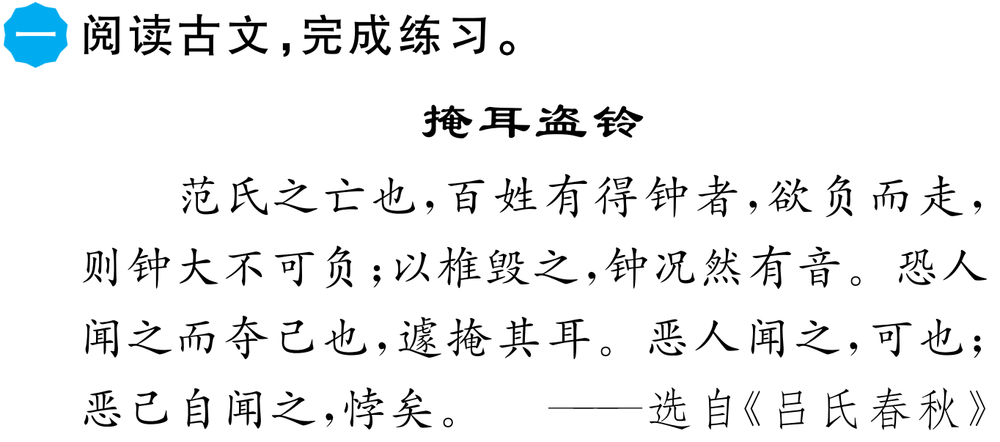 一 阅读古文,完成练习。
掩耳盗铃
范氏之亡也,百姓有得钟者,欲负而走,
则钟大不可负;以椎毁之,钟况然有音。恐人
闻之而夺己也,遽掩其耳。恶人闻之,可也;
恶己自闻之,悖矣。 ——选自《吕氏春秋》